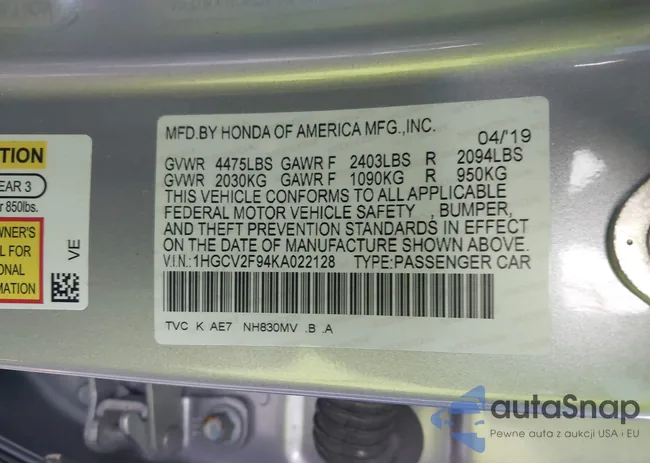 MFD.BY HONDA OF AMERICA MFG.,INC.
04/'19
GVWR 4475LBS GAWR F 2403LBS R 2094LBS
GVWR 2030KG GAWR F 1090KG R 950KG
THIS VEHICLE CONFORMS TO ALL APPLICABLE
FEDERAL MOTOR VEHICLE SAFETY , BUMPER,
AND THEFT PREVENTION STANDARDS IN EFFECT
ON THE DATE OF MANUFACTURE SHOWN ABOVE.
V.I.N.:1HGCV2F94KA022128 TYPE:PASSENGER CAR
TVC K AE7 NH830MV .B .A
TION
EAR 3
r 850lbs.
WNER'S
L FOR
ONAL
MATION
VE
autaSnap
Pewne auta z aukcji USA i EU